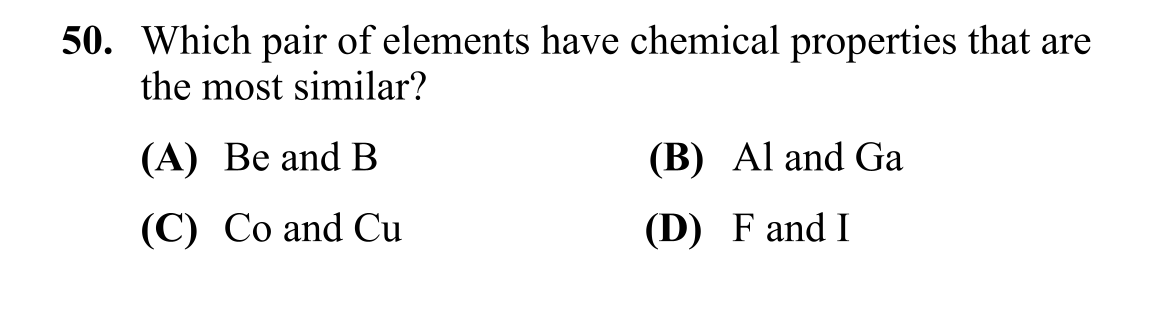 50. Which pair of elements have chemical properties that are
the most similar?
(A) Be and B (B) Al and Ga
(C) Co and Cu (D) F and I